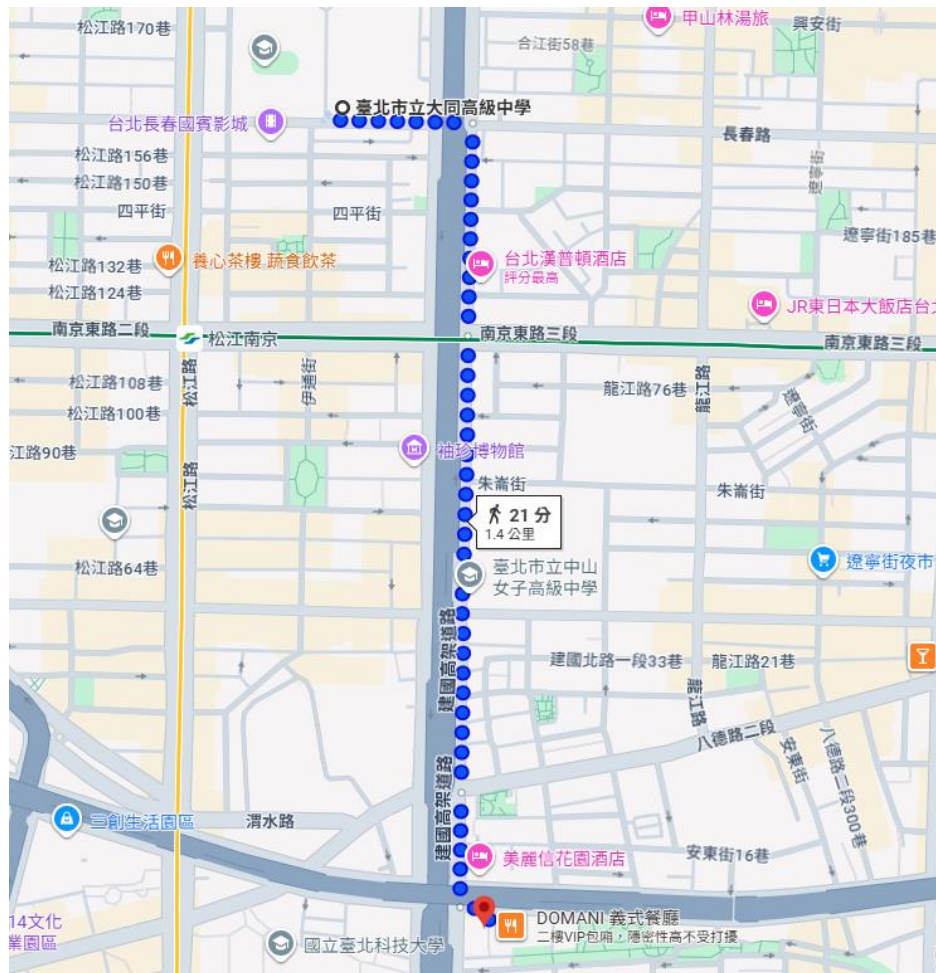 甲山林湯旅
松江路170巷
興安街
合江街58巷
臺北市立大同高級中學
台北長春國賓影城
長春路
松江路156巷
松江路150巷
遼寧街
四平街
四平街
遼寧街185巷
養心茶樓 蔬食飲茶
台北漢普頓酒店
評分最高
松江路132巷
松江路124巷
JR東日本大飯店台
南京東路二段
松江南京
南京東路三段
南京東路三段
松江路
伊通街
龍江路
松江路108巷
龍江路76巷
遼寧街
松江路100巷
江路90巷
袖珍博物館
松江路
朱崙街
朱崙街
21 分
1.4 公里
松江路64巷
臺北市立中山
女子高級中學
遼寧街夜市
建國高架道路
建國北路一段33巷
龍江路21巷
龍江路
八德路二段
安東街
八德路二段300巷
建國高架道路
三創生活園區
渭水路
美麗信花園酒店
安東街16巷
14文化
業園區
國立臺北科技大學
DOMANI 義式餐廳
二樓VIP包廂，隱密性高不受打擾